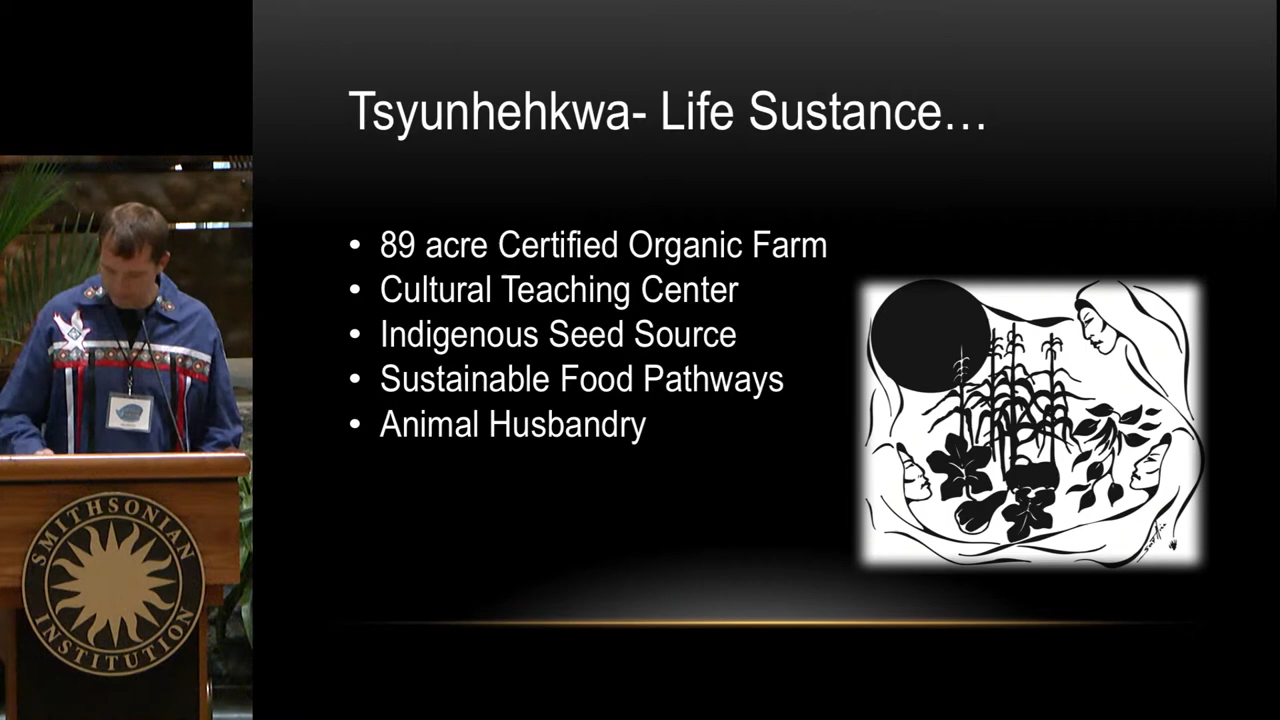 Tsyunhehkwa- Life Sustance…
• 89 acre Certified Organic Farm
• Cultural Teaching Center
• Indigenous Seed Source
• Sustainable Food Pathways
• Animal Husbandry
SMITHSONIAN
INSTITUTION